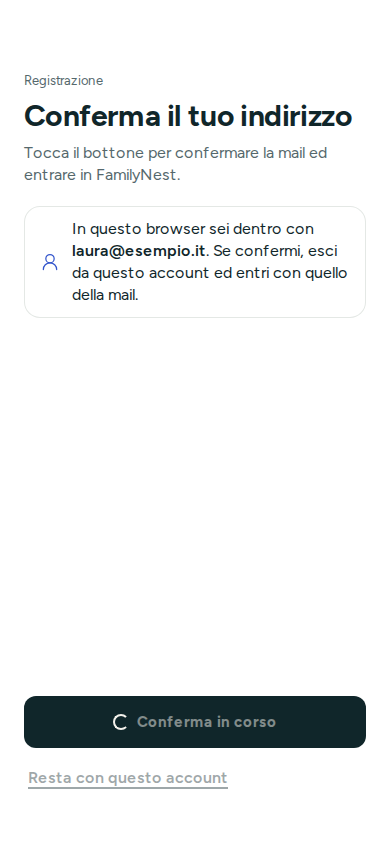 Registrazione
Conferma il tuo indirizzo
Tocca il bottone per confermare la mail ed
entrare in FamilyNest.
In questo browser sei dentro con
laura@esempio.it. Se confermi, esci
da questo account ed entri con quello
della mail.
Conferma in corso
Resta con questo account